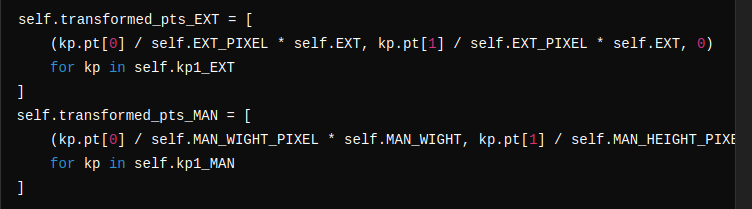 self.transformed_pts_EXT = [
    (kp.pt[0] / self.EXT_PIXEL * self.EXT, kp.pt[1] / self.EXT_PIXEL * self.EXT, 0)
    for kp in self.kp1_EXT
]
self.transformed_pts_MAN = [
    (kp.pt[0] / self.MAN_WIGHT_PIXEL * self.MAN_WIGHT, kp.pt[1] / self.MAN_HEIGHT_PIXE
    for kp in self.kp1_MAN
]